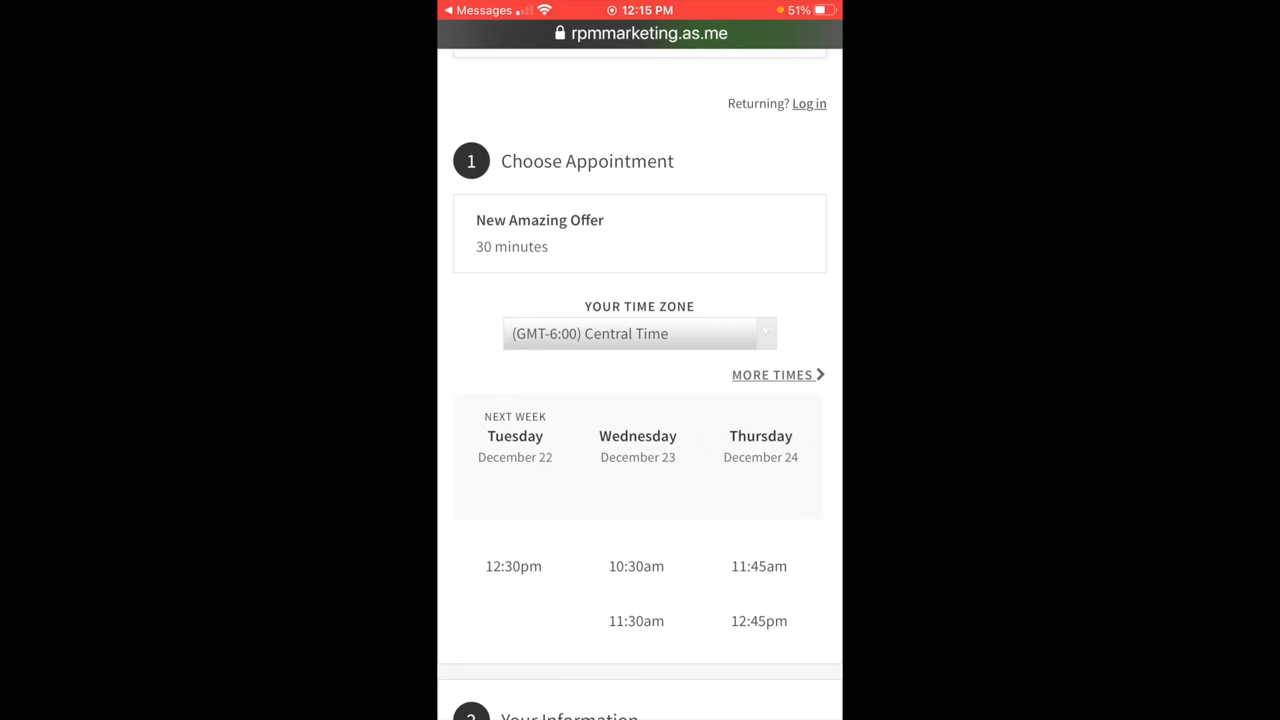 Messages 12:15 PM 51%
rpmmarketing.as.me
Returning? Log in
1 Choose Appointment
New Amazing Offer
30 minutes
YOUR TIME ZONE
(GMT-6:00) Central Time
MORE TIMES
NEXT WEEK
Tuesday Wednesday Thursday
December 22 December 23 December 24
12:30pm 10:30am 11:45am
11:30am 12:45pm
2 Your Information